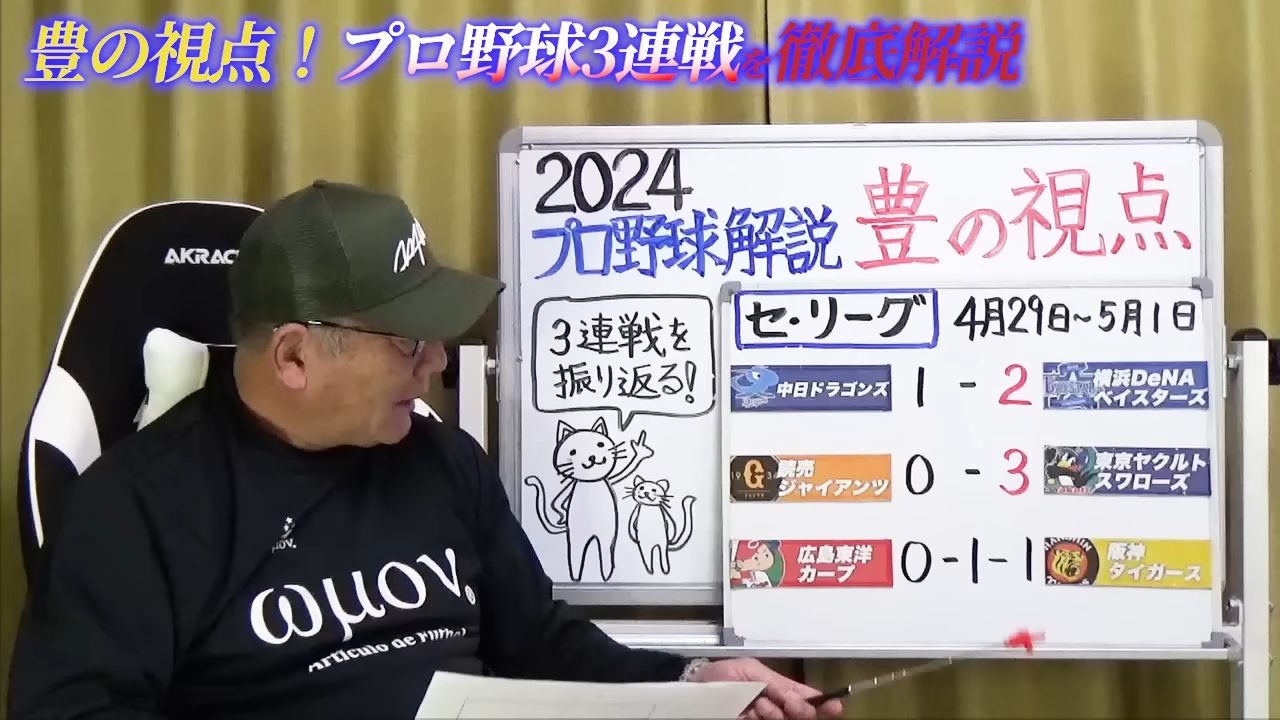 豊の視点！プロ野球3連戦を徹底解説
AKRAC
2024
プロ野球解説 豊の視点
セ・リーグ 4月29日~5月1日
3連戦を
振り返る!
中日ドラゴンズ 1 - 2 横浜DeNA
ベイスターズ
読売
ジャイアンツ 0 - 3 東京ヤクルト
スワローズ
広島東洋
カープ 0-1-1 阪神
タイガース
ωμον.
Artículo de Fútbol